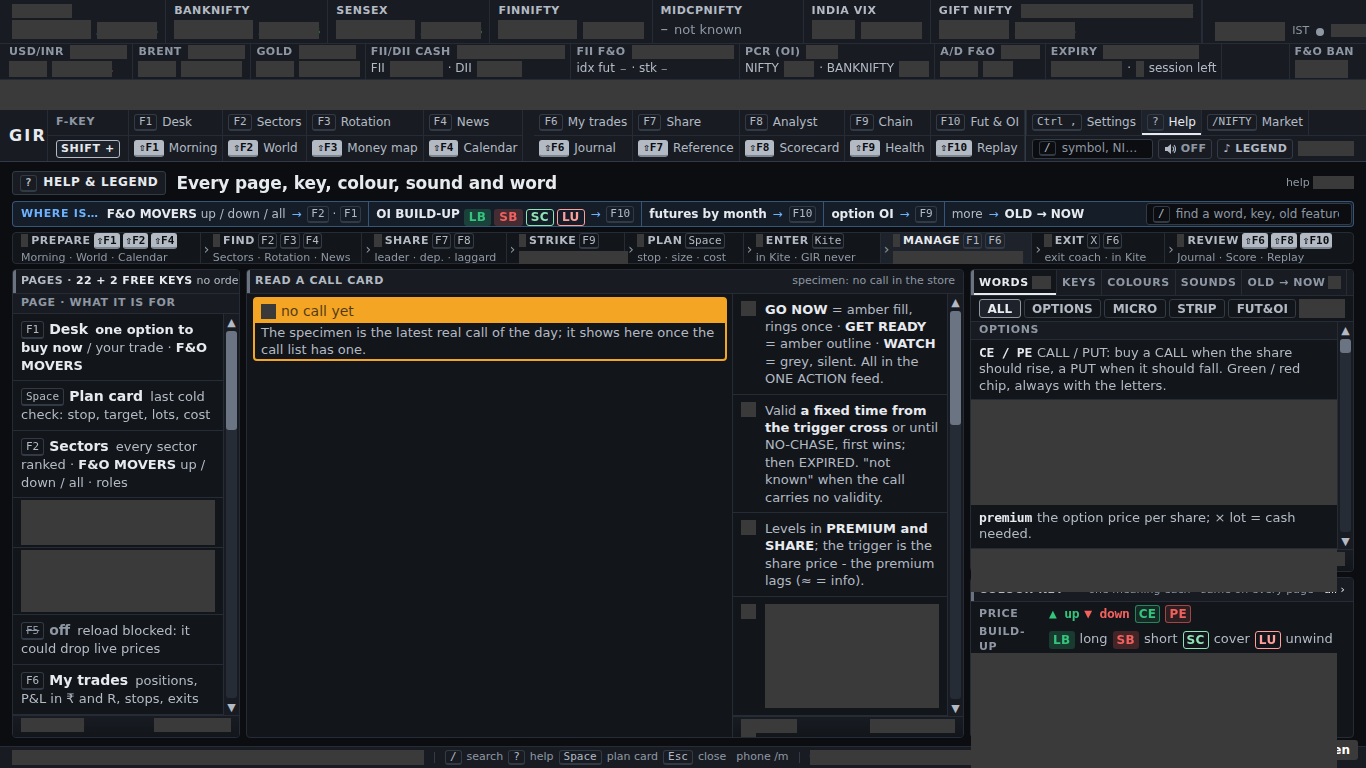 BANKNIFTY SENSEX FINNIFTY MIDCPNIFTY INDIA VIX GIFT NIFTY
– not known IST
USD/INR BRENT GOLD FII/DII CASH FII F&O PCR (OI) A/D F&O EXPIRY F&O BAN
FII · DII idx fut – · stk – NIFTY · BANKNIFTY · session left
GIR
F-KEY F1 Desk F2 Sectors F3 Rotation F4 News F6 My trades F7 Share F8 Analyst F9 Chain F10 Fut & OI Ctrl , Settings ? Help /NIFTY Market
SHIFT + ⇧F1 Morning ⇧F2 World ⇧F3 Money map ⇧F4 Calendar ⇧F6 Journal ⇧F7 Reference ⇧F8 Scorecard ⇧F9 Health ⇧F10 Replay / symbol, NI… OFF ♪ LEGEND
? HELP & LEGEND Every page, key, colour, sound and word help
WHERE IS… F&O MOVERS up / down / all → F2 · F1 OI BUILD-UP LB SB SC LU → F10 futures by month → F10 option OI → F9 more → OLD → NOW / find a word, key, old feature
PREPARE ⇧F1 ⇧F2 ⇧F4 › FIND F2 F3 F4 › SHARE F7 F8 › STRIKE F9 › PLAN Space › ENTER Kite › MANAGE F1 F6 › EXIT X F6 › REVIEW ⇧F6 ⇧F8 ⇧F10
Morning · World · Calendar Sectors · Rotation · News leader · dep. · laggard stop · size · cost in Kite · GIR never exit coach · in Kite Journal · Score · Replay
PAGES · 22 + 2 FREE KEYS no orde
PAGE · WHAT IT IS FOR
F1 Desk one option to
buy now / your trade · F&O
MOVERS
Space Plan card last cold
check: stop, target, lots, cost
F2 Sectors every sector
ranked · F&O MOVERS up /
down / all · roles
F5 off reload blocked: it
could drop live prices
F6 My trades positions,
P&L in ₹ and R, stops, exits
READ A CALL CARD specimen: no call in the store
no call yet
The specimen is the latest real call of the day; it shows here once the
call list has one.
GO NOW = amber fill,
rings once · GET READY
= amber outline · WATCH
= grey, silent. All in the
ONE ACTION feed.
Valid a fixed time from
the trigger cross or until
NO-CHASE, first wins;
then EXPIRED. "not
known" when the call
carries no validity.
Levels in PREMIUM and
SHARE; the trigger is the
share price - the premium
lags (≈ = info).
WORDS KEYS COLOURS SOUNDS OLD → NOW
ALL OPTIONS MICRO STRIP FUT&OI
OPTIONS
CE / PE CALL / PUT: buy a CALL when the share
should rise, a PUT when it should fall. Green / red
chip, always with the letters.
premium the option price per share; × lot = cash
needed.
PRICE ▲ up ▼ down CE PE
BUILD-UP LB long SB short SC cover LU unwind
/ search ? help Space plan card Esc close phone /m
en